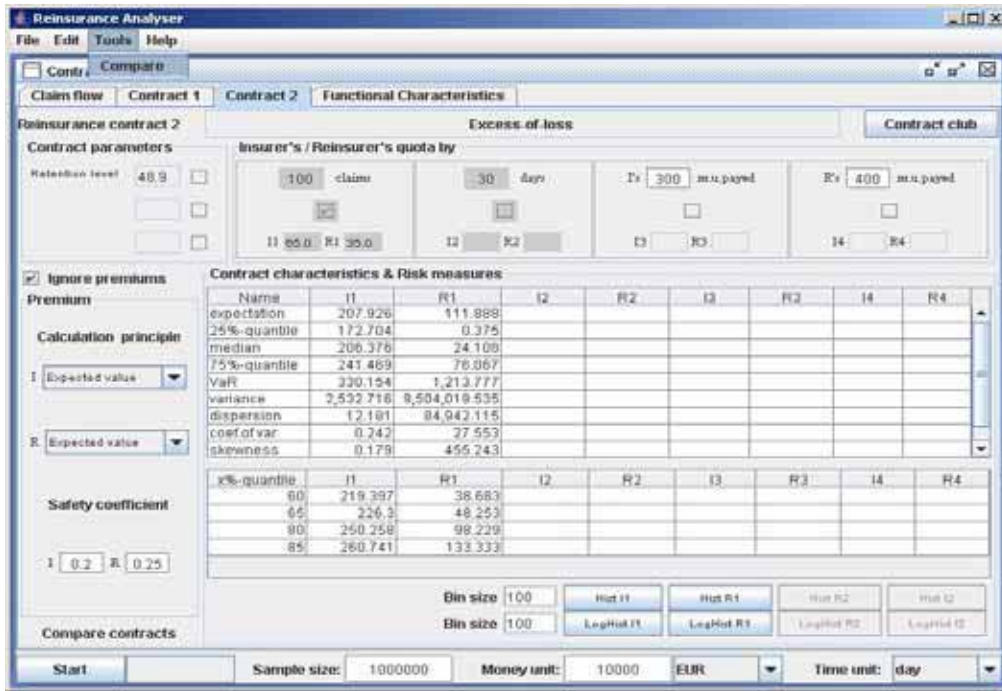 Reinsurance Analyser
File Edit Tools Help
Contr Compare
Claim flow Contract 1 Contract 2 Functional Characteristics
Reinsurance contract 2 Excess-of-loss Contract club
Contract parameters Insurer's / Reinsurer's quota by
Retention level 48.9 100 claims 30 days I's 300 m.u.payed R's 400 m.u.payed
I1 65.0 R1 35.0 I2 R2 I3 R3 I4 R4
Ignore premiums Contract characteristics & Risk measures
Premium Name I1 R1 I2 R2 I3 R3 I4 R4
expectation 207.926 111.888
25%-quantile 172.704 0.375
Calculation principle median 206.376 24.108
75%-quantile 241.469 76.067
I Expected value VaR 330.154 1,213.777
variance 2,532.716 9,504,019.535
dispersion 12.181 84,942.115
R Expected value coef of var 0.242 27.553
skewness 0.179 455.243
x%-quantile I1 R1 I2 R2 I3 R3 I4 R4
60 219.397 38.683
Safety coefficient 65 226.3 48.253
80 250.258 98.229
85 260.741 133.333
I 0.2 R 0.25
Bin size 100 Hist I1 Hist R1 Hist R2 Hist I2
Bin size 100 LogHist I1 LogHist R1 LogHist R2 LogHist I2
Compare contracts
Start Sample size: 1000000 Money unit: 10000 EUR Time unit: day